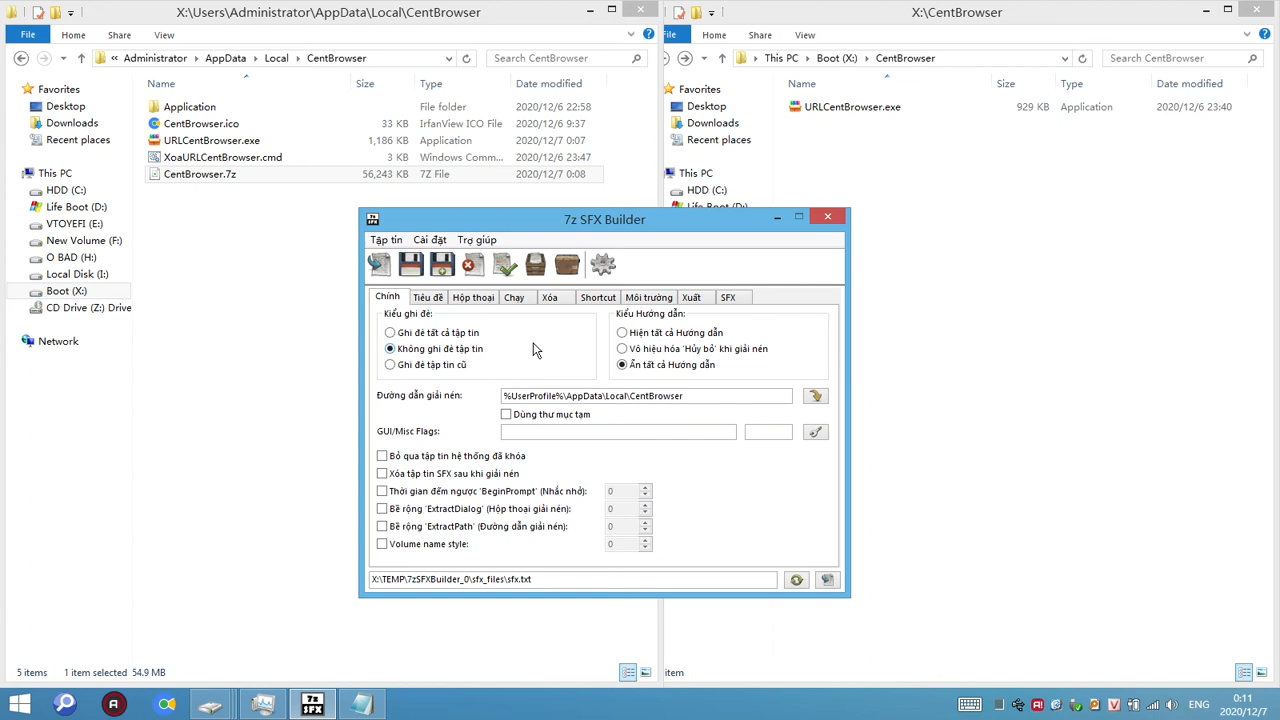 X:\Users\Administrator\AppData\Local\CentBrowser
File Home Share View
« Administrator Users AppData Local CentBrowser
Search CentBrowser
Name Size Type Date modified
Favorites
Desktop
Downloads
Recent places
This PC
HDD (C:)
Life Boot (D:)
VTOYEFI (E:)
New Volume (F:)
O BAD (H:)
Local Disk (I:)
Boot (X:)
CD Drive (Z:) Drive
Network
Application File folder 2020/12/6 22:58
CentBrowser.ico 33 KB IrfanView ICO File 2020/12/6 9:37
URLCentBrowser.exe 1,186 KB Application 2020/12/7 0:07
XoaURLCentBrowser.cmd 3 KB Windows Comm... 2020/12/6 23:47
CentBrowser.7z 56,243 KB 7Z File 2020/12/7 0:08
5 items 1 item selected 54.9 MB
X:\CentBrowser
File Home Share View
This PC Boot (X:) CentBrowser
Search CentBrowser
Name Size Type Date modified
Favorites
Desktop
Downloads
Recent places
This PC
HDD (C:)
URLCentBrowser.exe 929 KB Application 2020/12/6 23:40
item
7z SFX Builder
Tập tin Cài đặt Trợ giúp
Chính Tiêu đề Hộp thoại Chạy Xóa Shortcut Môi trường Xuất SFX
Kiểu ghi đè:
Ghi đè tất cả tập tin
Không ghi đè tập tin
Ghi đè tập tin cũ
Kiểu Hướng dẫn:
Hiện tất cả Hướng dẫn
Vô hiệu hóa 'Hủy bỏ' khi giải nén
Ẩn tất cả Hướng dẫn
Đường dẫn giải nén: %UserProfile%\AppData\Local\CentBrowser
Dùng thư mục tạm
GUI/Misc Flags:
Bỏ qua tập tin hệ thống đã khóa
Xóa tập tin SFX sau khi giải nén
Thời gian đếm ngược 'BeginPrompt' (Nhắc nhở): 0
Bề rộng 'ExtractDialog' (Hộp thoại giải nén): 0
Bề rộng 'ExtractPath' (Đường dẫn giải nén): 0
Volume name style: 0
X:\TEMP\7zSFXBuilder_0\sfx_files\sfx.txt
7z SFX
ENG
0:11
2020/12/7